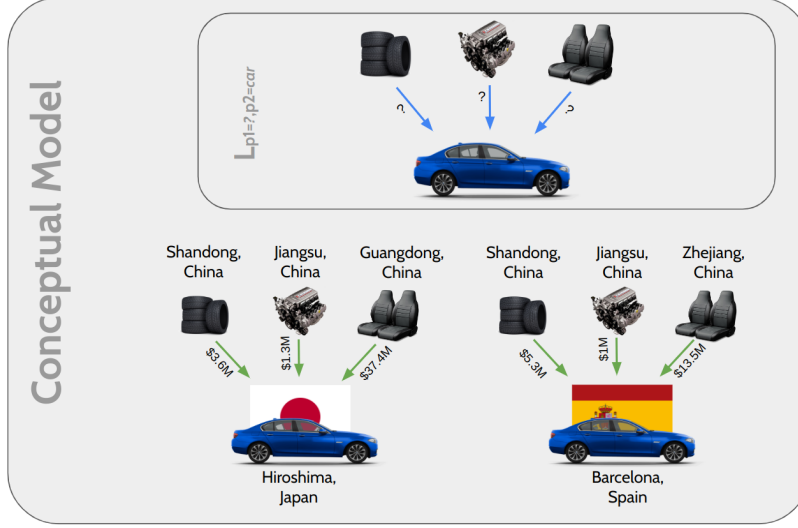 Conceptual Model
Lp1=?,p2=car
?
?
?
Shandong,
China
Jiangsu,
China
Guangdong,
China
Shandong,
China
Jiangsu,
China
Zhejiang,
China
$3.6M
$1.3M
$37.4M
$5.3M
$1M
$13.5M
Hiroshima,
Japan
Barcelona,
Spain